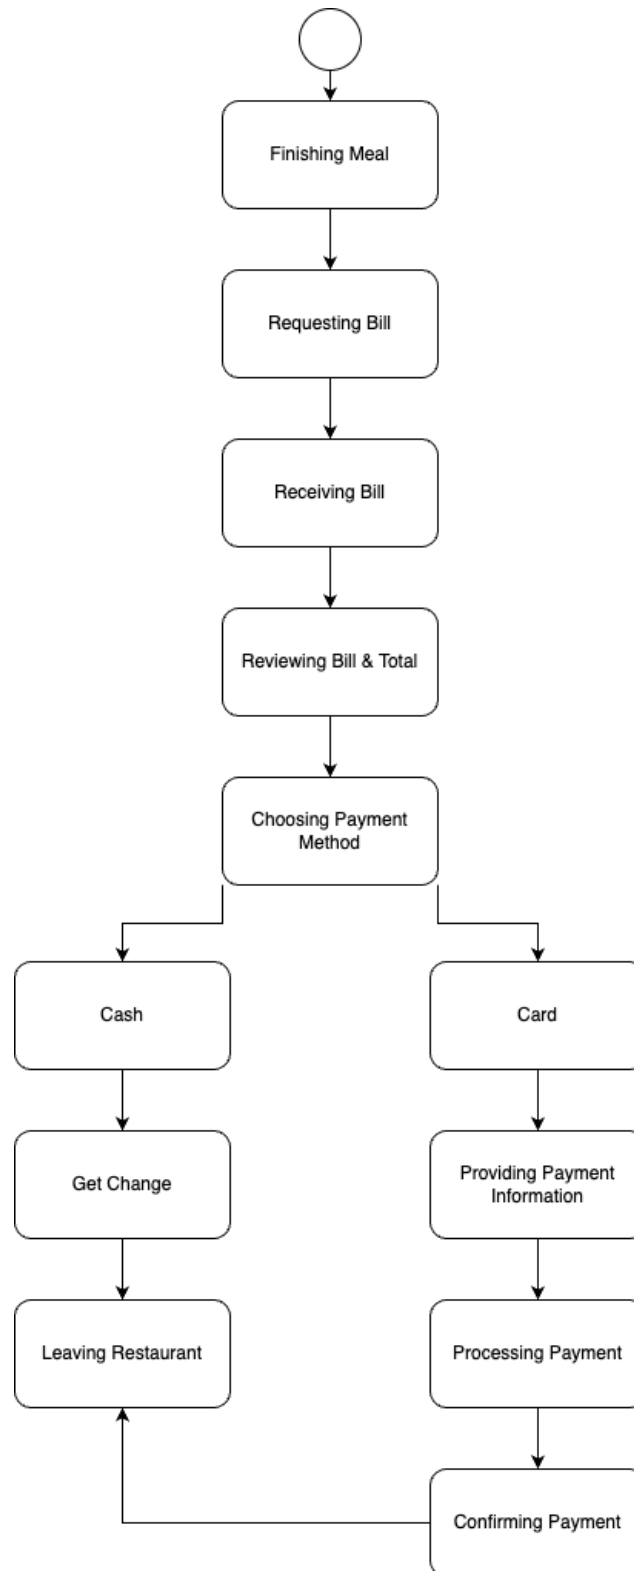 Finishing Meal
Requesting Bill
Receiving Bill
Reviewing Bill & Total
Choosing Payment
Method
Cash
Card
Get Change
Providing Payment
Information
Leaving Restaurant
Processing Payment
Confirming Payment